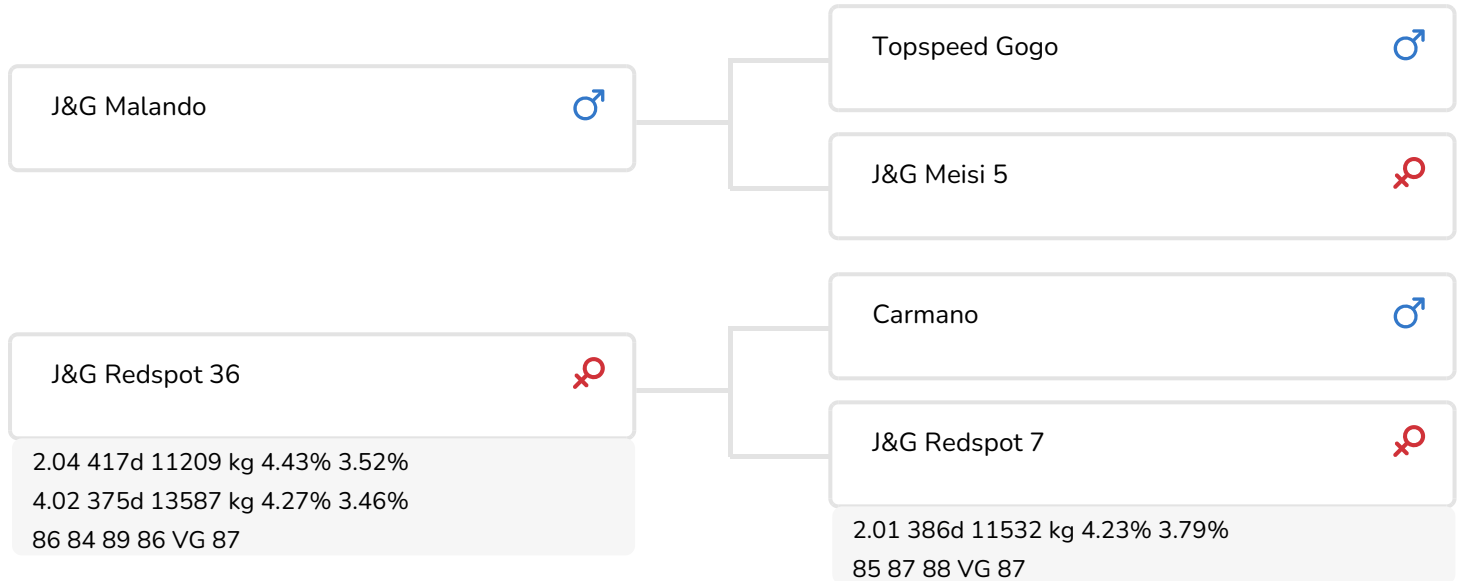 J&G Malando
Topspeed Gogo
J&G Meisi 5
J&G Redspot 36
2.04 417d 11209 kg 4.43% 3.52%
4.02 375d 13587 kg 4.27% 3.46%
86 84 89 86 VG 87
Carmano
J&G Redspot 7
2.01 386d 11532 kg 4.23% 3.79%
85 87 88 VG 87